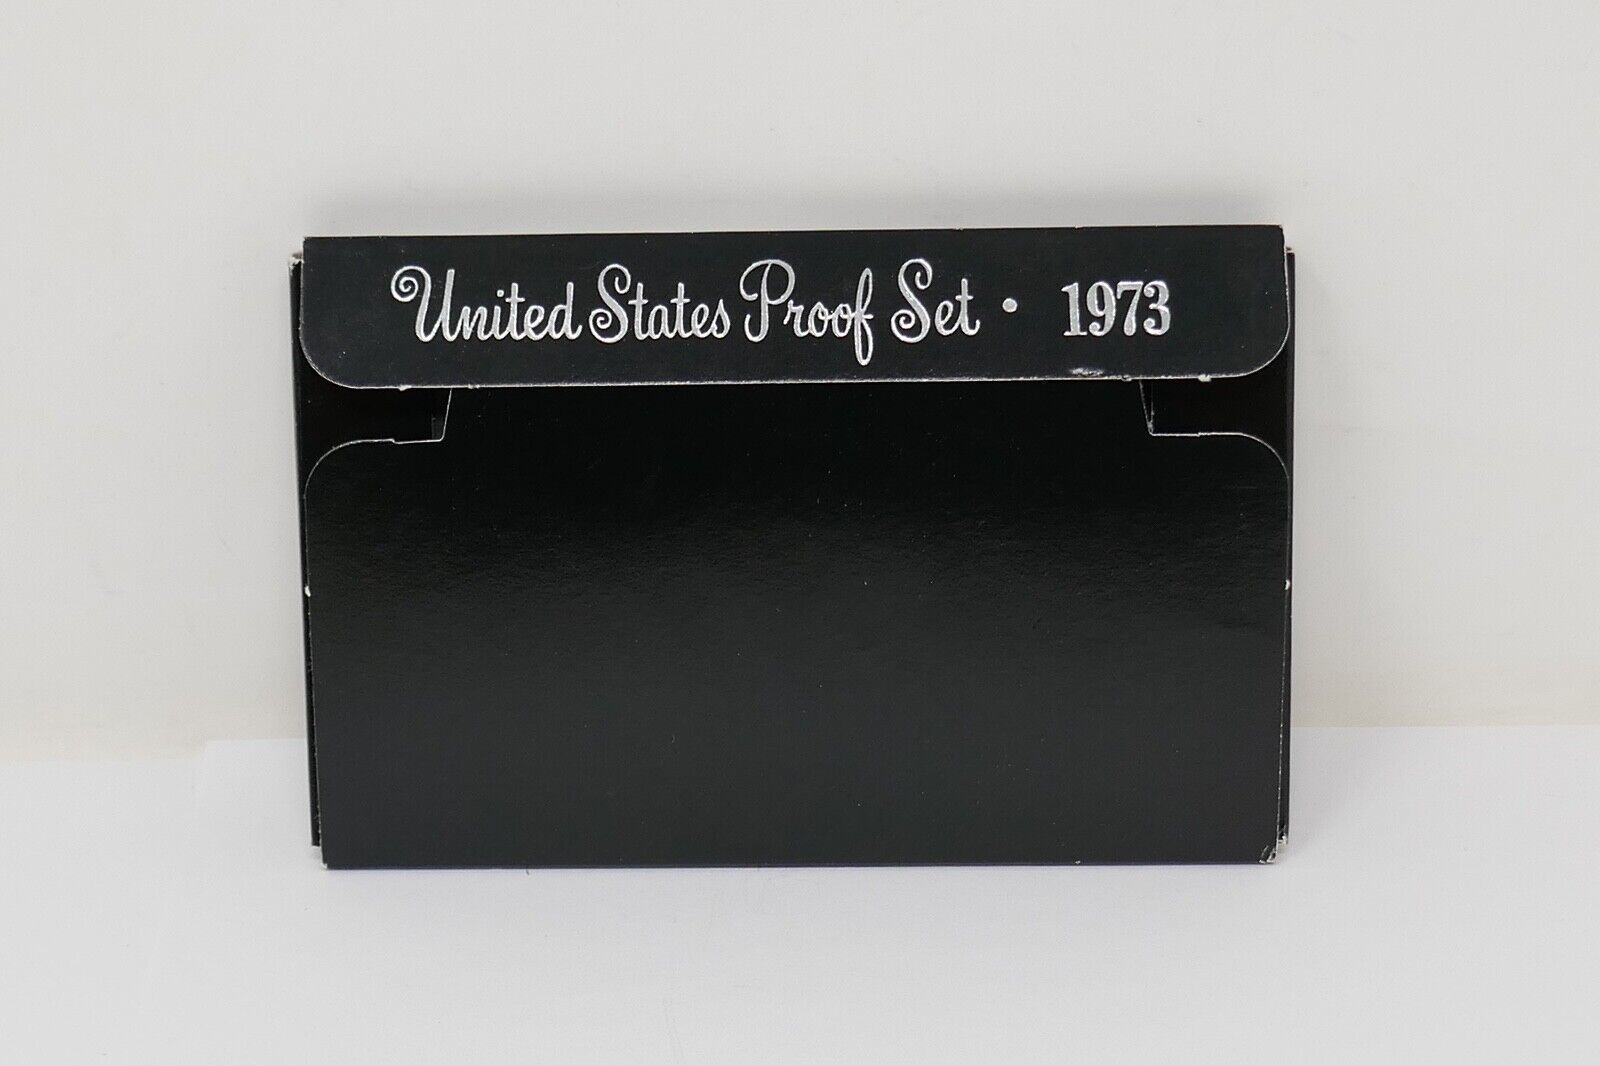 United States Proof Set • 1973